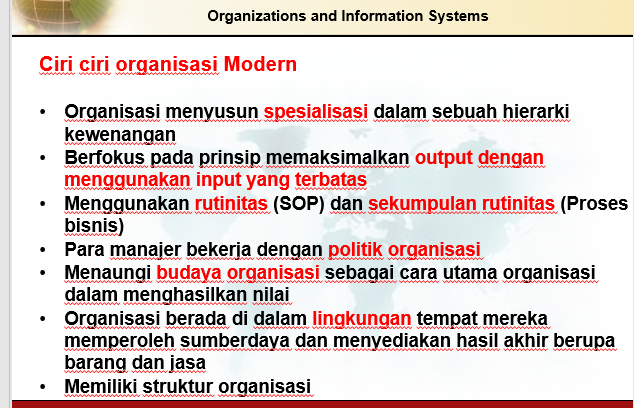 Organizations and Information Systems
Ciri ciri organisasi Modern
• Organisasi menyusun spesialisasi dalam sebuah hierarki
kewenangan
• Berfokus pada prinsip memaksimalkan output dengan
menggunakan input yang terbatas
• Menggunakan rutinitas (SOP) dan sekumpulan rutinitas (Proses
bisnis)
• Para manajer bekerja dengan politik organisasi
• Menaungi budaya organisasi sebagai cara utama organisasi
dalam menghasilkan nilai
• Organisasi berada di dalam lingkungan tempat mereka
memperoleh sumberdaya dan menyediakan hasil akhir berupa
barang dan jasa
• Memiliki struktur organisasi